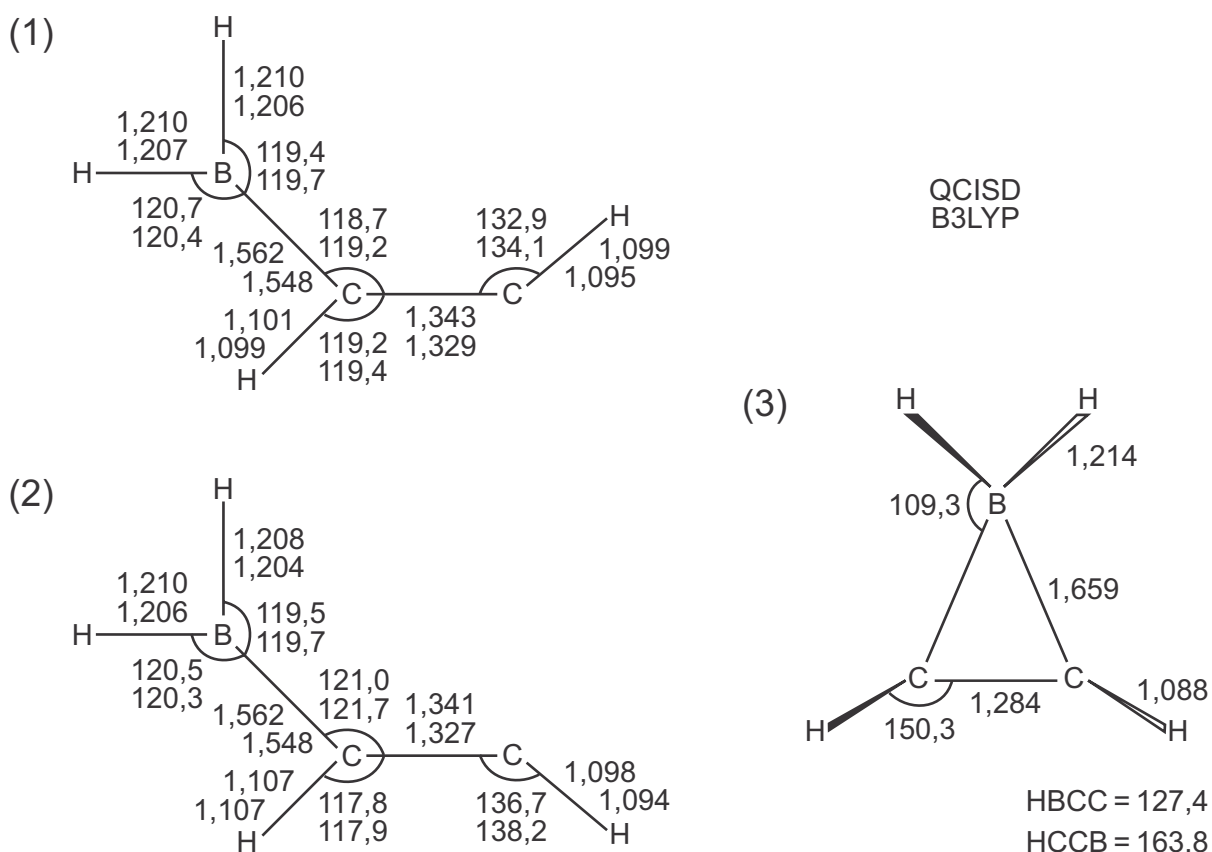 (1)
H
1,210
1,206
1,210
1,207
H
B
119,4
119,7
120,7
120,4
1,562
1,548
118,7
119,2
132,9
134,1
H
1,099
1,095
C
C
1,101
1,099
H
119,2
119,4
1,343
1,329
QCISD
B3LYP
(2)
H
1,208
1,204
1,210
1,206
H
B
119,5
119,7
120,5
120,3
1,562
1,548
121,0
121,7
1,341
1,327
C
C
1,107
1,107
H
117,8
117,9
136,7
138,2
1,098
1,094
H
(3)
H
H
1,214
109,3
B
1,659
C
C
1,284
1,088
H
150,3
H
HBCC = 127,4
HCCB = 163,8